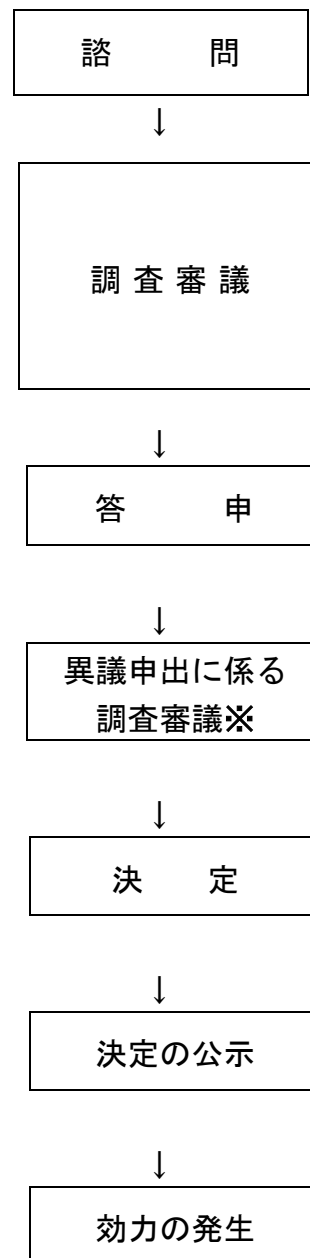 諮　　　問
↓
調 査 審 議
↓
答　　　申
↓
異議申出に係る
調査審議※
↓
決　　定
↓
決定の公示
↓
効力の発生